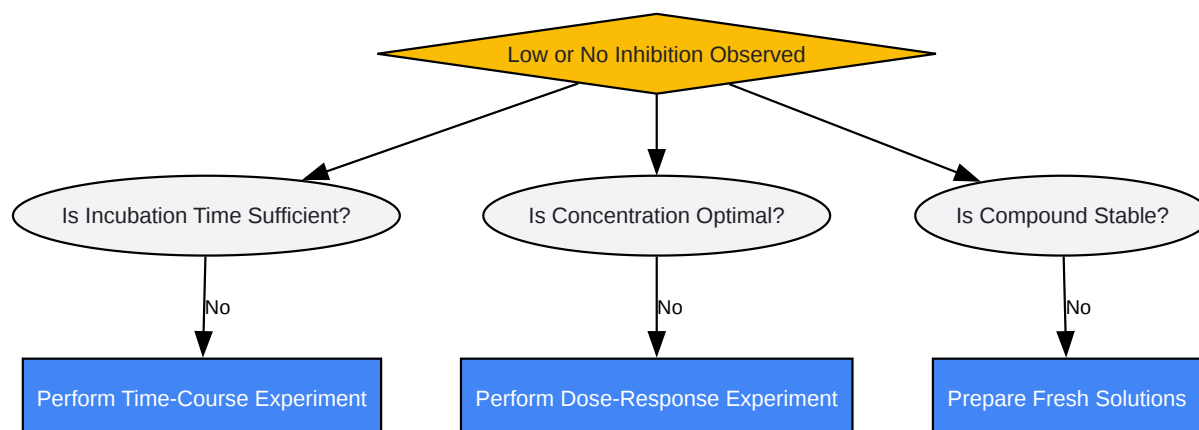 Low or No Inhibition Observed
Is Incubation Time Sufficient?
Is Concentration Optimal?
Is Compound Stable?
No
No
No
Perform Time-Course Experiment
Perform Dose-Response Experiment
Prepare Fresh Solutions